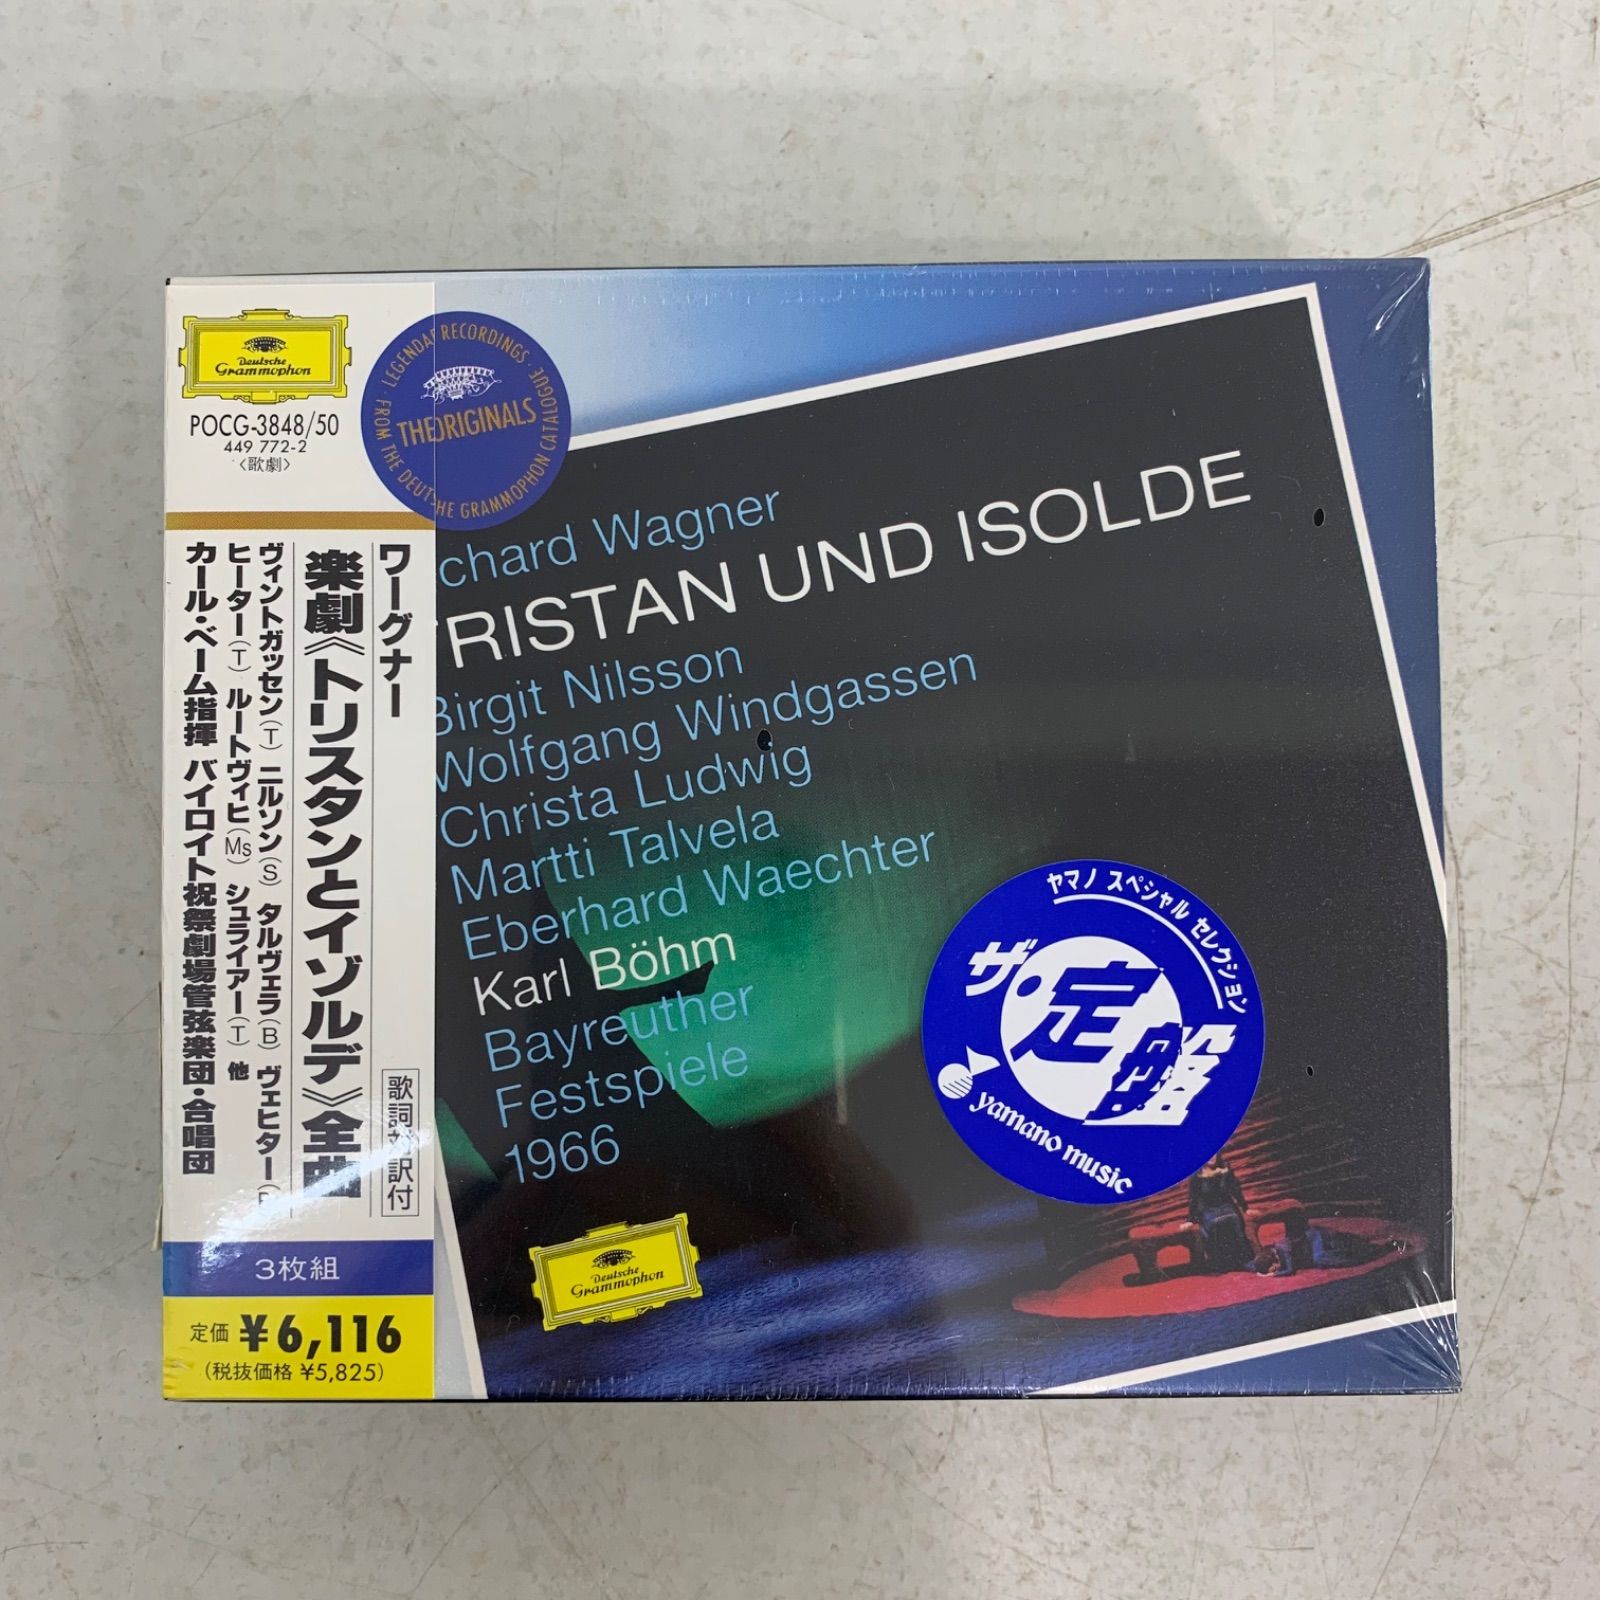 Deutsche
Grammophon
POCG-3848/50
449 772-2
〈歌劇〉
ワーグナー
楽劇《トリスタンとイゾルデ》全曲
ヴィントガッセン(T) ニルソン(S) タルヴェラ(B) ヴェヒター
ヒーター(T) ルートヴィヒ(Ms) シュライアー(T) 他
カール・ベーム指揮 バイロイト祝祭劇場管弦楽団・合唱団
歌詞対訳付
3枚組
定価 ¥6,116
(税抜価格 ¥5,825)
LEGENDAR RECORDINGS
FROM THE DEUT HE GRAMMOPHON CATALOGUE
THE ORIGINALS
chard Wagner
TRISTAN UND ISOLDE
Birgit Nilsson
Wolfgang Windgassen
Christa Ludwig
Martti Talvela
Eberhard Waechter
Karl Böhm
Bayreuther
Festspiele
1966
Deutsche
Grammophon
ヤマノ スペシャル セレクション
ザ・定盤
yamano music